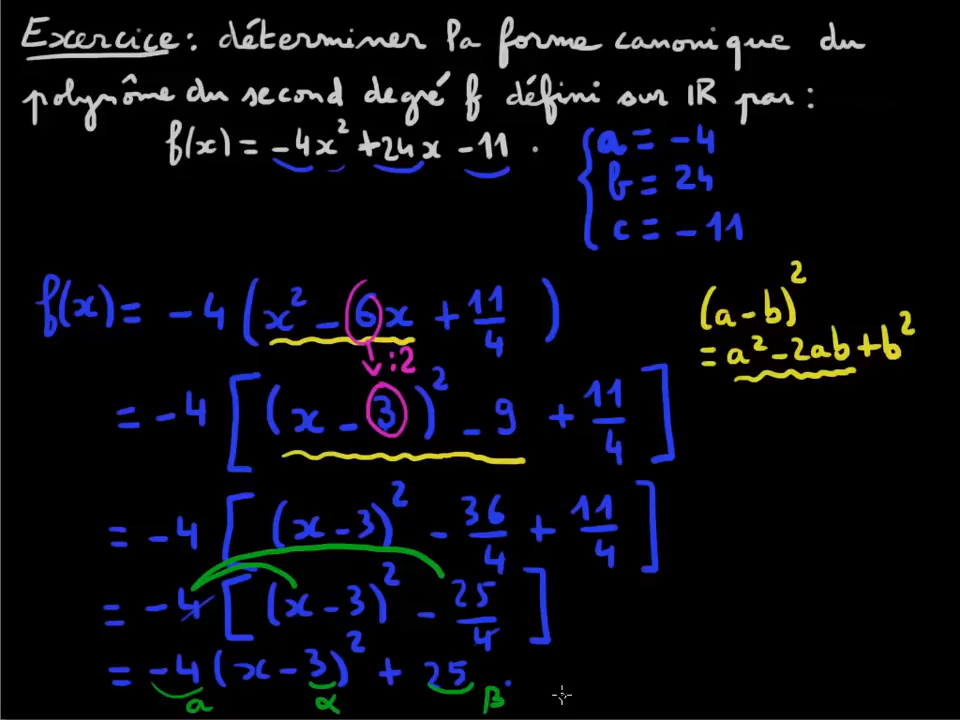 Exercice : déterminer la forme canonique du
polynôme du second degré f défini sur IR par :
f(x) = -4x² + 24x - 11 .
{ a = -4
b = 24
c = -11
f(x) = -4 ( x² - 6x + 11/4 )
(a - b)²
= a² - 2ab + b²
:2
= -4 [ (x - 3)² - 9 + 11/4 ]
= -4 [ (x - 3)² - 36/4 + 11/4 ]
= -4 [ (x - 3)² - 25/4 ]
= -4 (x - 3)² + 25 .
a α β